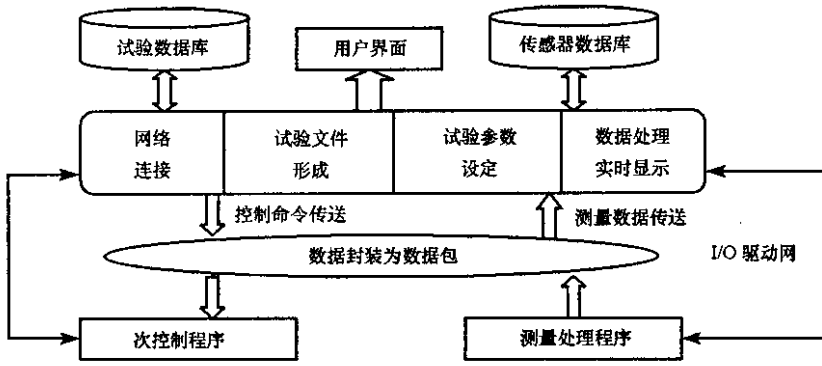 试验数据库
用户界面
传感器数据库
网络
连接
试验文件
形成
试验参数
设定
数据处理
实时显示
控制命令传送
测量数据传送
数据封装为数据包
I/O 驱动网
次控制程序
测量处理程序